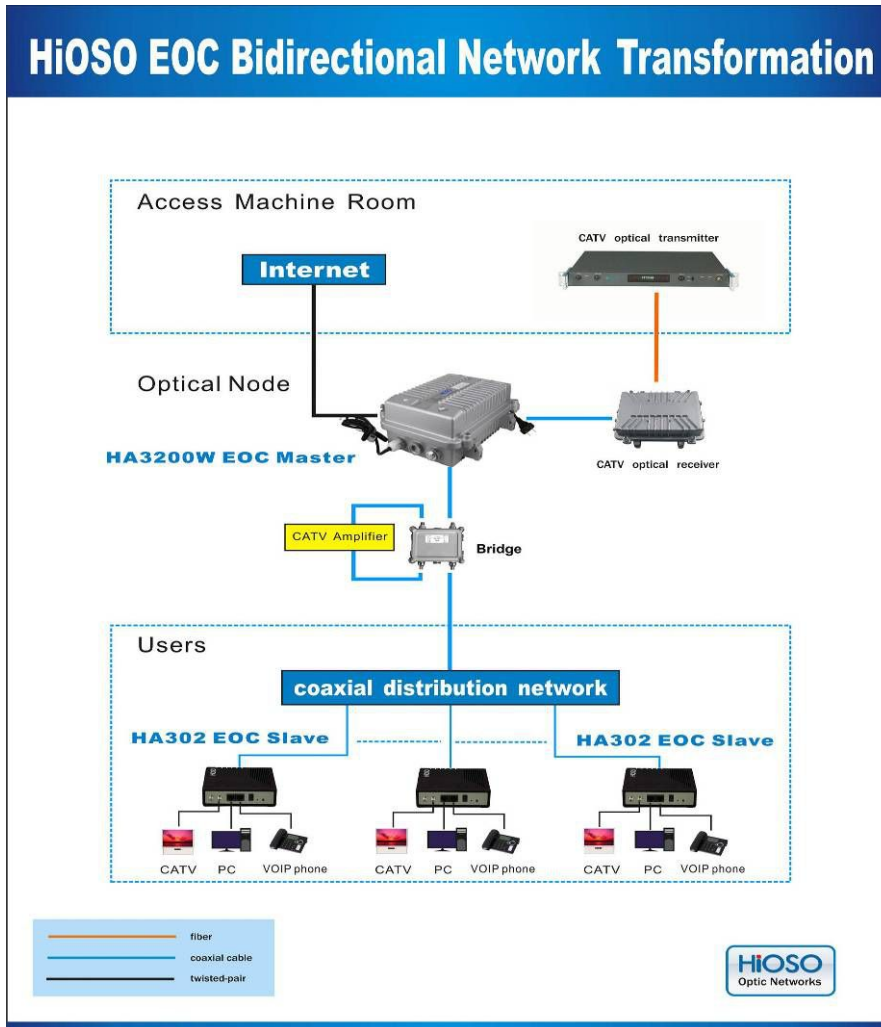 HiOSO EOC Bidirectional Network Transformation
Access Machine Room
CATV optical transmitter
Internet
Optical Node
HA3200W EOC Master
CATV optical receiver
CATV Amplifier
Bridge
Users
coaxial distribution network
HA302 EOC Slave
HA302 EOC Slave
CATV PC VOIP phone
CATV PC VOIP phone
CATV PC VOIP phone
fiber
coaxial cable
twisted-pair
HiOSO
Optic Networks